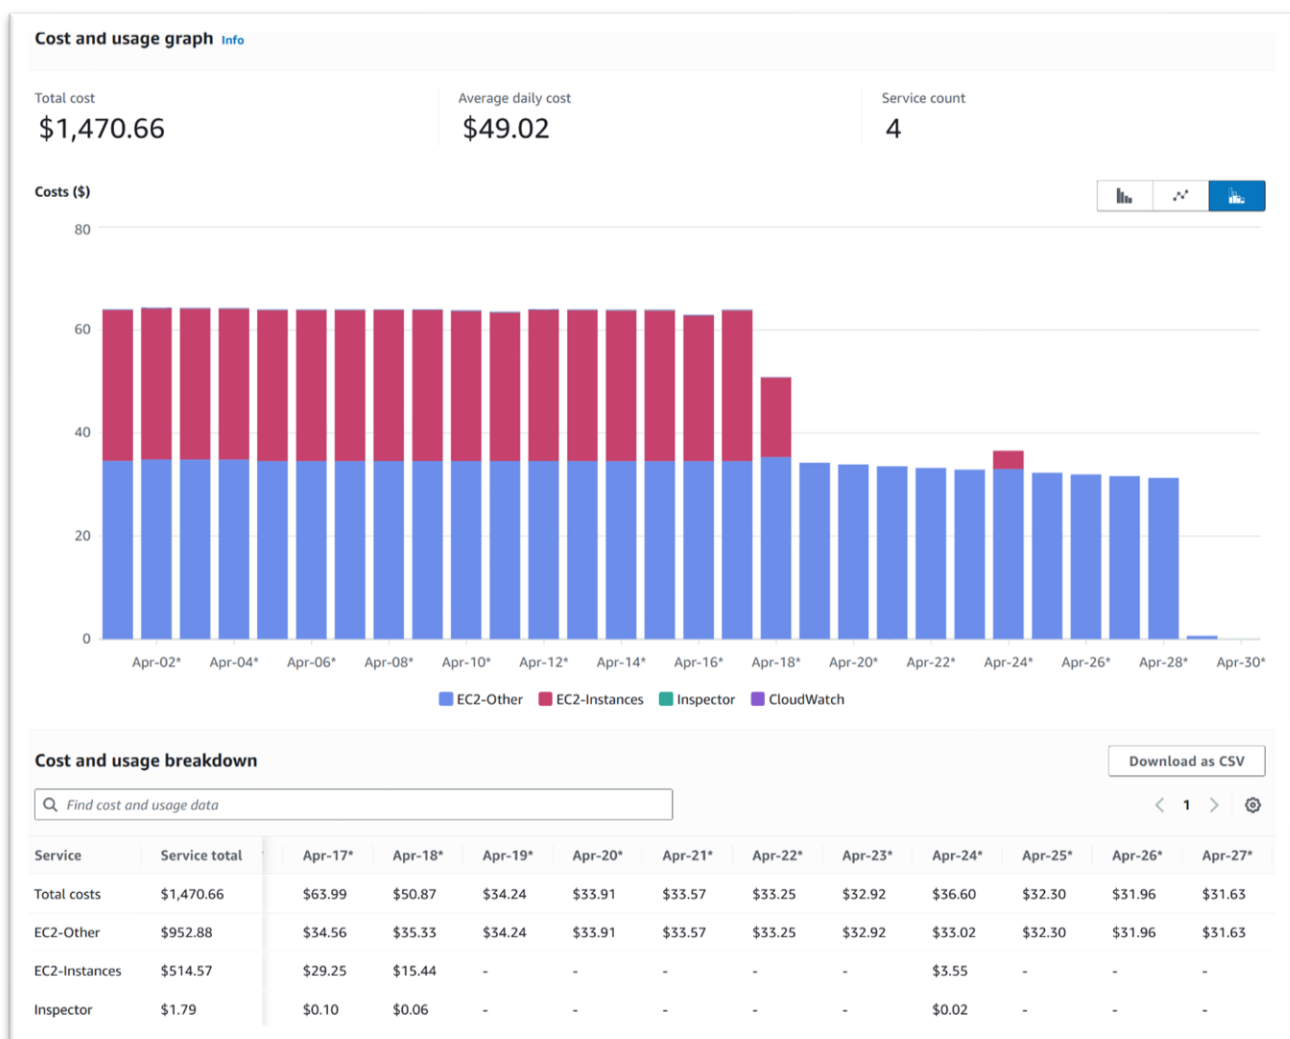 Cost and usage graph Info
Total cost Average daily cost Service count
$1,470.66 $49.02 4
Costs ($)
80
60
40
20
0
Apr-02* Apr-04* Apr-06* Apr-08* Apr-10* Apr-12* Apr-14* Apr-16* Apr-18* Apr-20* Apr-22* Apr-24* Apr-26* Apr-28* Apr-30*
EC2-Other EC2-Instances Inspector CloudWatch
Cost and usage breakdown Download as CSV
Find cost and usage data 1
Service Service total Apr-17* Apr-18* Apr-19* Apr-20* Apr-21* Apr-22* Apr-23* Apr-24* Apr-25* Apr-26* Apr-27*
Total costs $1,470.66 $63.99 $50.87 $34.24 $33.91 $33.57 $33.25 $32.92 $36.60 $32.30 $31.96 $31.63
EC2-Other $952.88 $34.56 $35.33 $34.24 $33.91 $33.57 $33.25 $32.92 $33.02 $32.30 $31.96 $31.63
EC2-Instances $514.57 $29.25 $15.44 - - - - - $3.55 - - -
Inspector $1.79 $0.10 $0.06 - - - - - $0.02 - - -